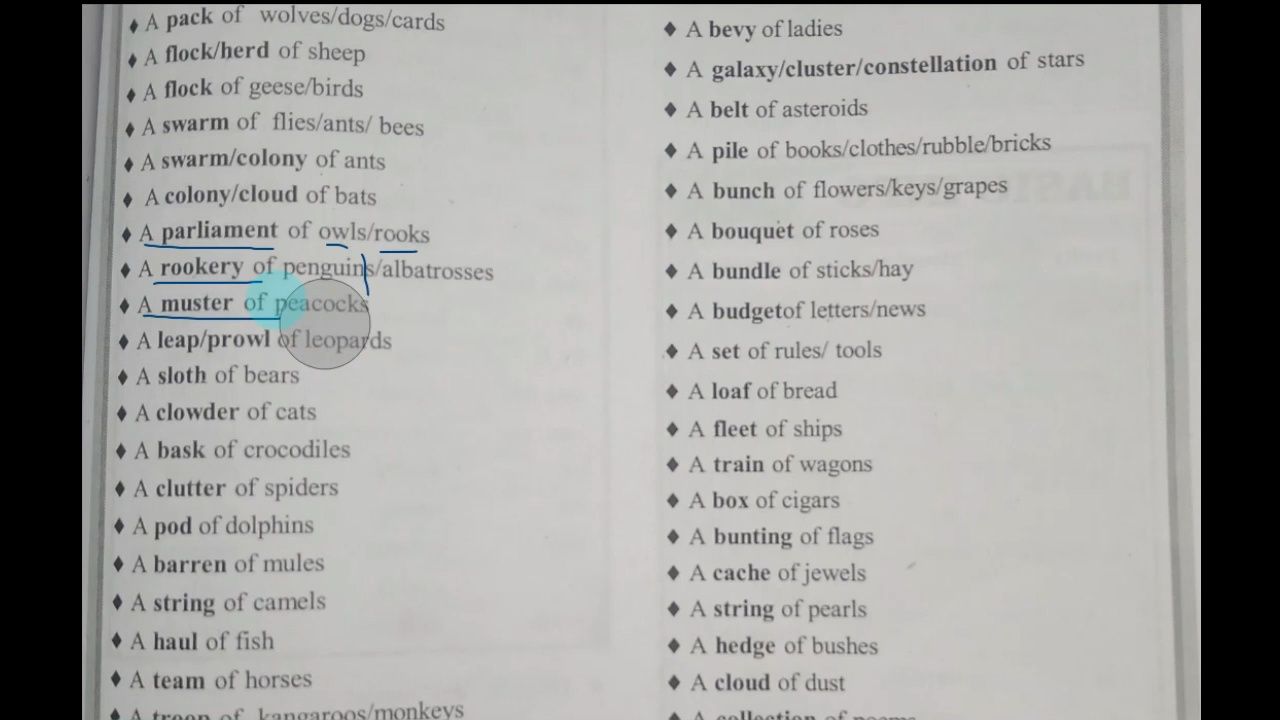 ♦ A pack of wolves/dogs/cards
♦ A flock/herd of sheep
♦ A flock of geese/birds
♦ A swarm of flies/ants/ bees
♦ A swarm/colony of ants
♦ A colony/cloud of bats
♦ A parliament of owls/rooks
♦ A rookery of penguins/albatrosses
♦ A muster of peacocks
♦ A leap/prowl of leopards
♦ A sloth of bears
♦ A clowder of cats
♦ A bask of crocodiles
♦ A clutter of spiders
♦ A pod of dolphins
♦ A barren of mules
♦ A string of camels
♦ A haul of fish
♦ A team of horses
♦ A troop of kangaroos/monkeys
♦ A bevy of ladies
♦ A galaxy/cluster/constellation of stars
♦ A belt of asteroids
♦ A pile of books/clothes/rubble/bricks
♦ A bunch of flowers/keys/grapes
♦ A bouquet of roses
♦ A bundle of sticks/hay
♦ A budgetof letters/news
♦ A set of rules/ tools
♦ A loaf of bread
♦ A fleet of ships
♦ A train of wagons
♦ A box of cigars
♦ A bunting of flags
♦ A cache of jewels
♦ A string of pearls
♦ A hedge of bushes
♦ A cloud of dust
♦ A collection of poems